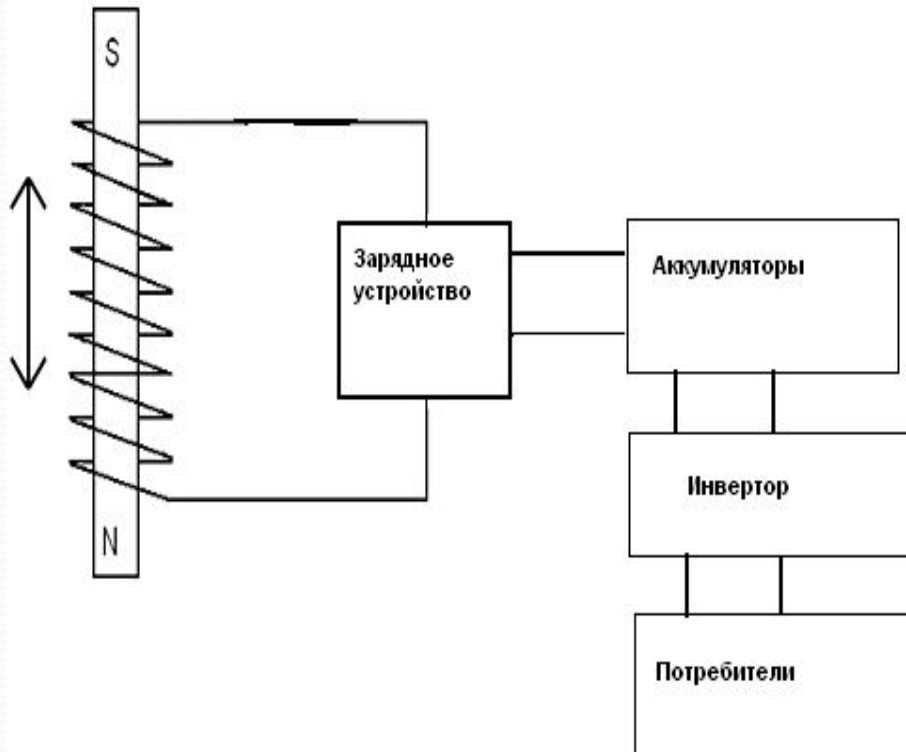 S
Зарядное
устройство
Аккумуляторы
Инвертор
N
Потребители